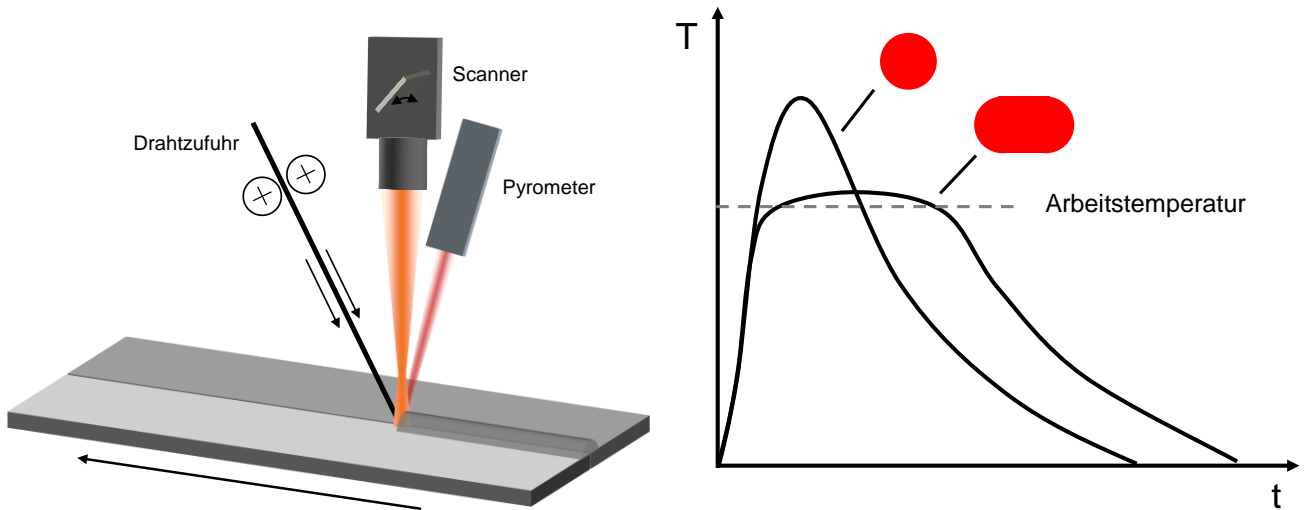 Scanner
Drahtzufuhr
Pyrometer
T
Arbeitstemperatur
t